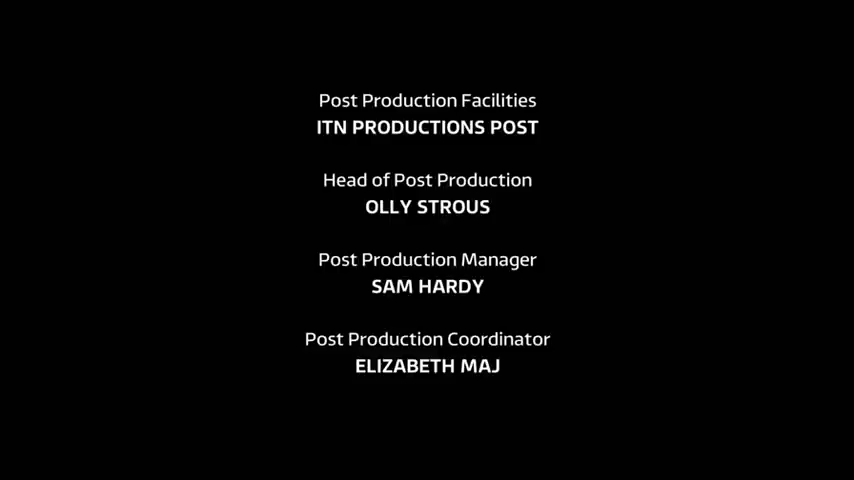 Post Production Facilities
ITN PRODUCTIONS POST
Head of Post Production
OLLY STROUS
Post Production Manager
SAM HARDY
Post Production Coordinator
ELIZABETH MAJ